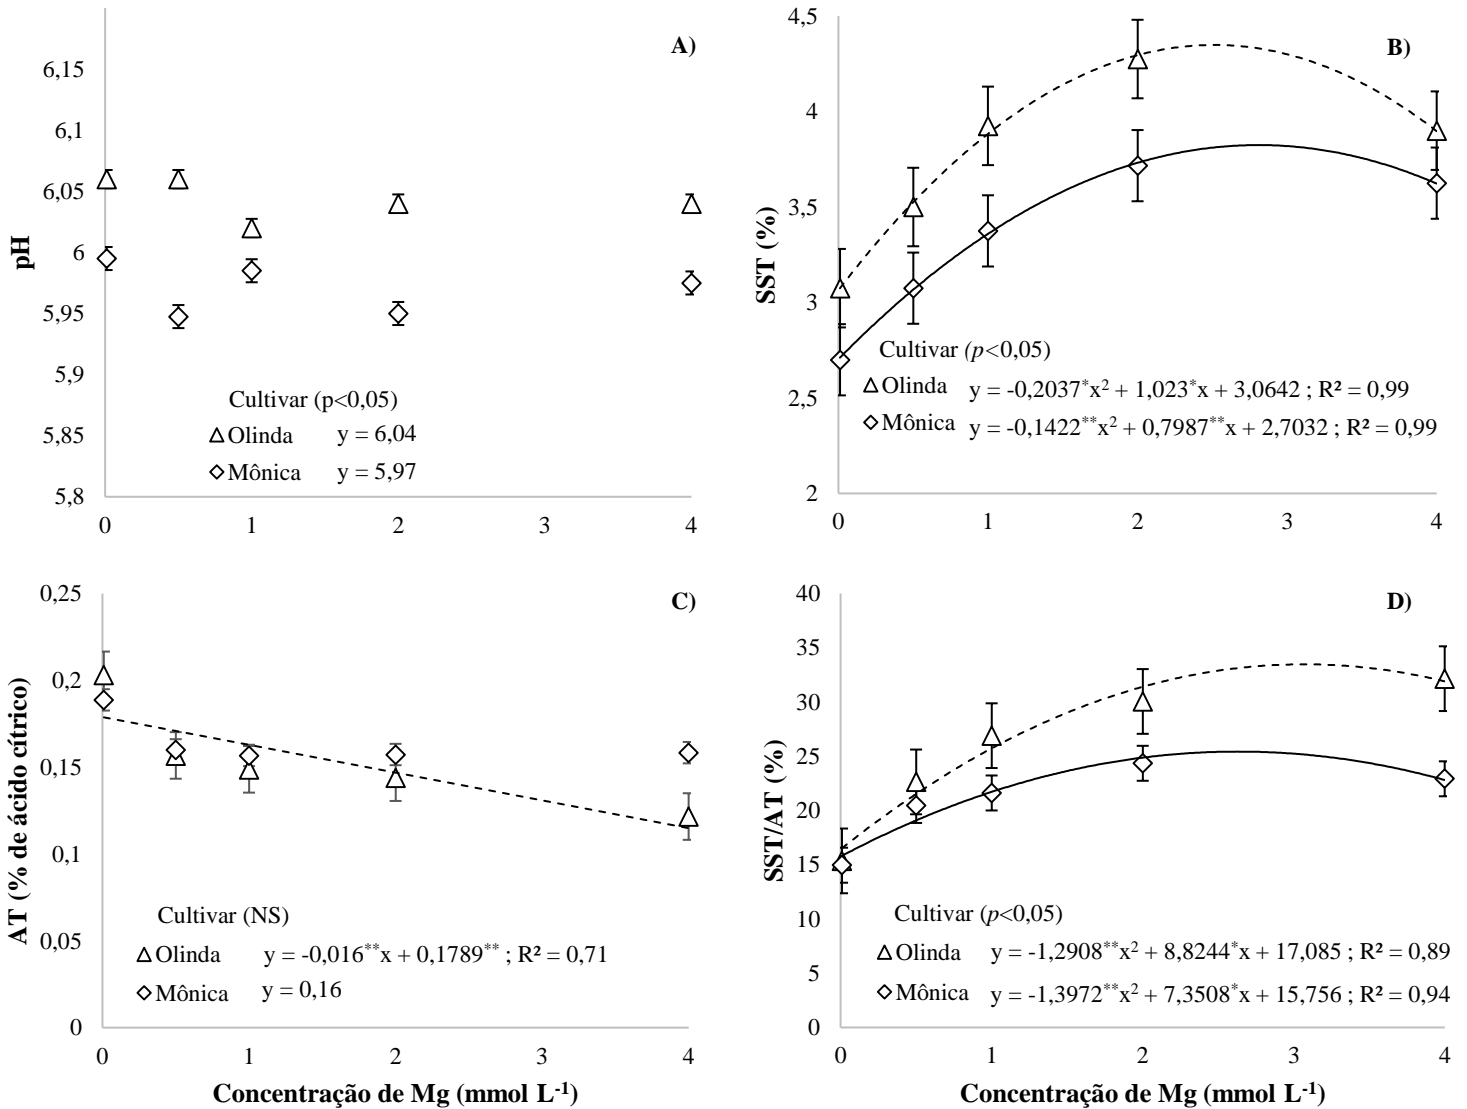 A)
6,15
6,1
6,05
6
5,95
5,9
5,85
5,8
pH
Cultivar (p<0,05)
Olinda y = 6,04
Mônica y = 5,97
0 1 2 3 4
B)
4,5
4
3,5
3
2,5
2
SST (%)
Cultivar (p<0,05)
Olinda y = -0,2037*x² + 1,023*x + 3,0642 ; R² = 0,99
Mônica y = -0,1422**x² + 0,7987**x + 2,7032 ; R² = 0,99
0 1 2 3 4
C)
0,25
0,2
0,15
0,1
0,05
0
AT (% de ácido cítrico)
Cultivar (NS)
Olinda y = -0,016**x + 0,1789** ; R² = 0,71
Mônica y = 0,16
0 1 2 3 4
Concentração de Mg (mmol L⁻¹)
D)
40
35
30
25
20
15
10
5
0
SST/AT (%)
Cultivar (p<0,05)
Olinda y = -1,2908**x² + 8,8244*x + 17,085 ; R² = 0,89
Mônica y = -1,3972**x² + 7,3508*x + 15,756 ; R² = 0,94
0 1 2 3 4
Concentração de Mg (mmol L⁻¹)